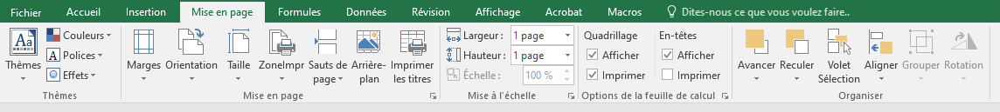 Fichier Accueil Insertion Mise en page Formules Données Révision Affichage Acrobat Macros Dites-nous ce que vous voulez faire..
Aa
Thèmes
Couleurs
A Polices
Effets
Thèmes
Marges
Orientation
Taille
ZoneImpr
Sauts de page
Arrière-plan
Imprimer les titres
Mise en page
Largeur : 1 page
Hauteur : 1 page
Échelle : 100 %
Mise à l'échelle
Quadrillage
Afficher
Imprimer
En-têtes
Afficher
Imprimer
Options de la feuille de calcul
Avancer
Reculer
Volet Sélection
Aligner
Grouper
Rotation
Organiser